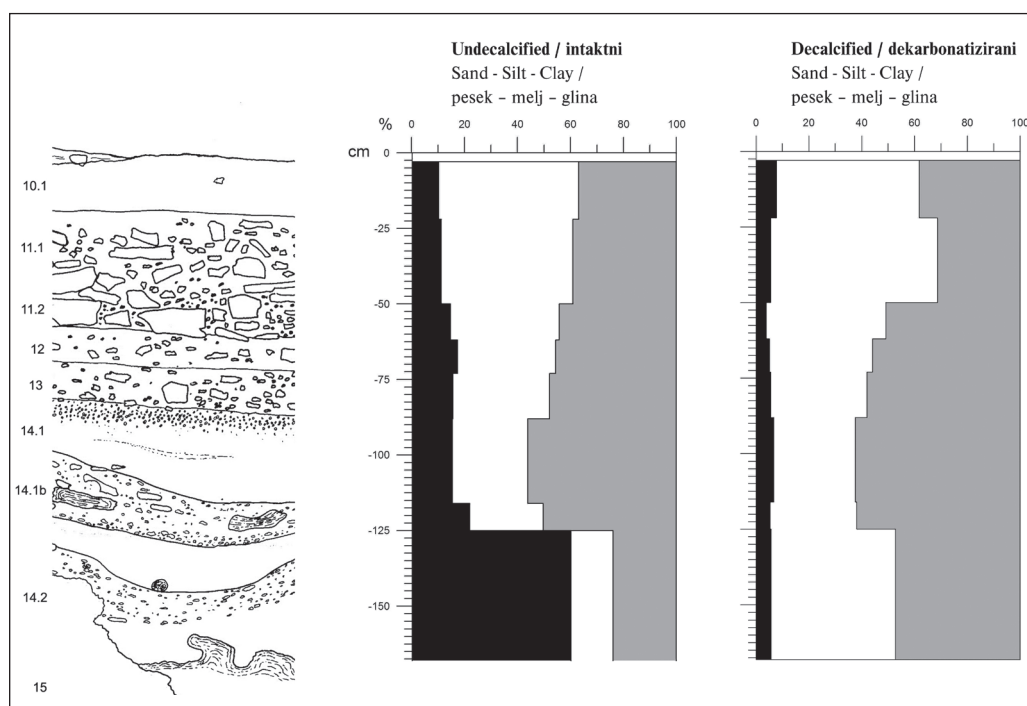 Undecalcified / intaktni
Sand - Silt - Clay /
pesek – melj – glina
Decalcified / dekarbonatizirani
Sand - Silt - Clay /
pesek – melj – glina
% 0 20 40 60 80 100
0 20 40 60 80 100
cm 0
-25
-50
-75
-100
-125
-150
10.1
11.1
11.2
12
13
14.1
14.1b
14.2
15